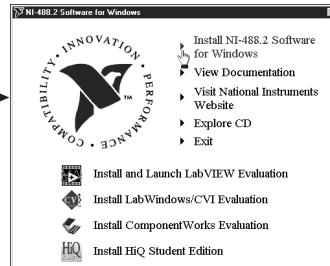 NI-488.2 Software for Windows
COMPATIBILITY · INNOVATION · PERFORMANCE ·
TM
Install NI-488.2 Software
for Windows
View Documentation
Visit National Instruments
Website
Explore CD
Exit
Install and Launch LabVIEW Evaluation
Install LabWindows/CVI Evaluation
Install ComponentWorks Evaluation
HiQ
Install HiQ Student Edition